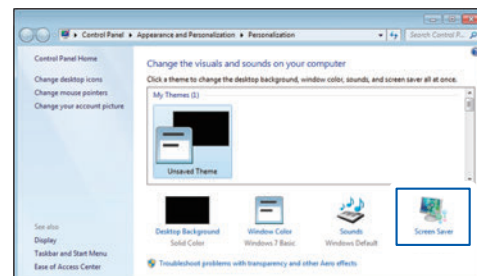 Control Panel ▸ Appearance and Personalization ▸ Personalization
Search Control P...
Control Panel Home
Change desktop icons
Change mouse pointers
Change your account picture
Change the visuals and sounds on your computer
Click a theme to change the desktop background, window color, sounds, and screen saver all at once.
My Themes (1)
Unsaved Theme
Desktop Background
Solid Color
Window Color
Windows 7 Basic
Sounds
Windows Default
Screen Saver
See also
Display
Taskbar and Start Menu
Ease of Access Center
Troubleshoot problems with transparency and other Aero effects